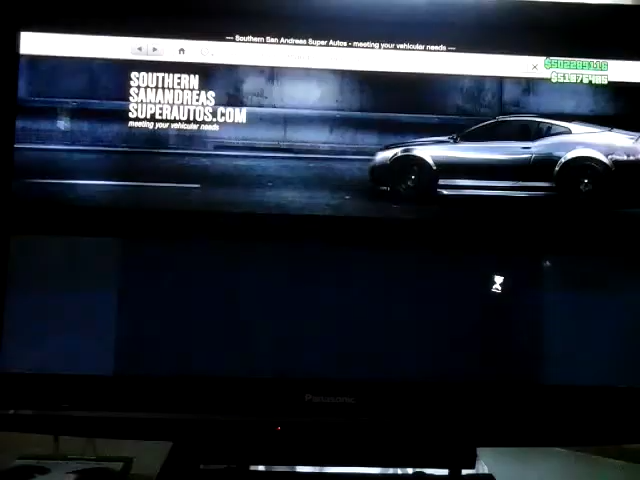 --- Southern San Andreas Super Autos - meeting your vehicular needs ---
SOUTHERN
SANANDREAS
SUPERAUTOS.COM
meeting your vehicular needs
Panasonic